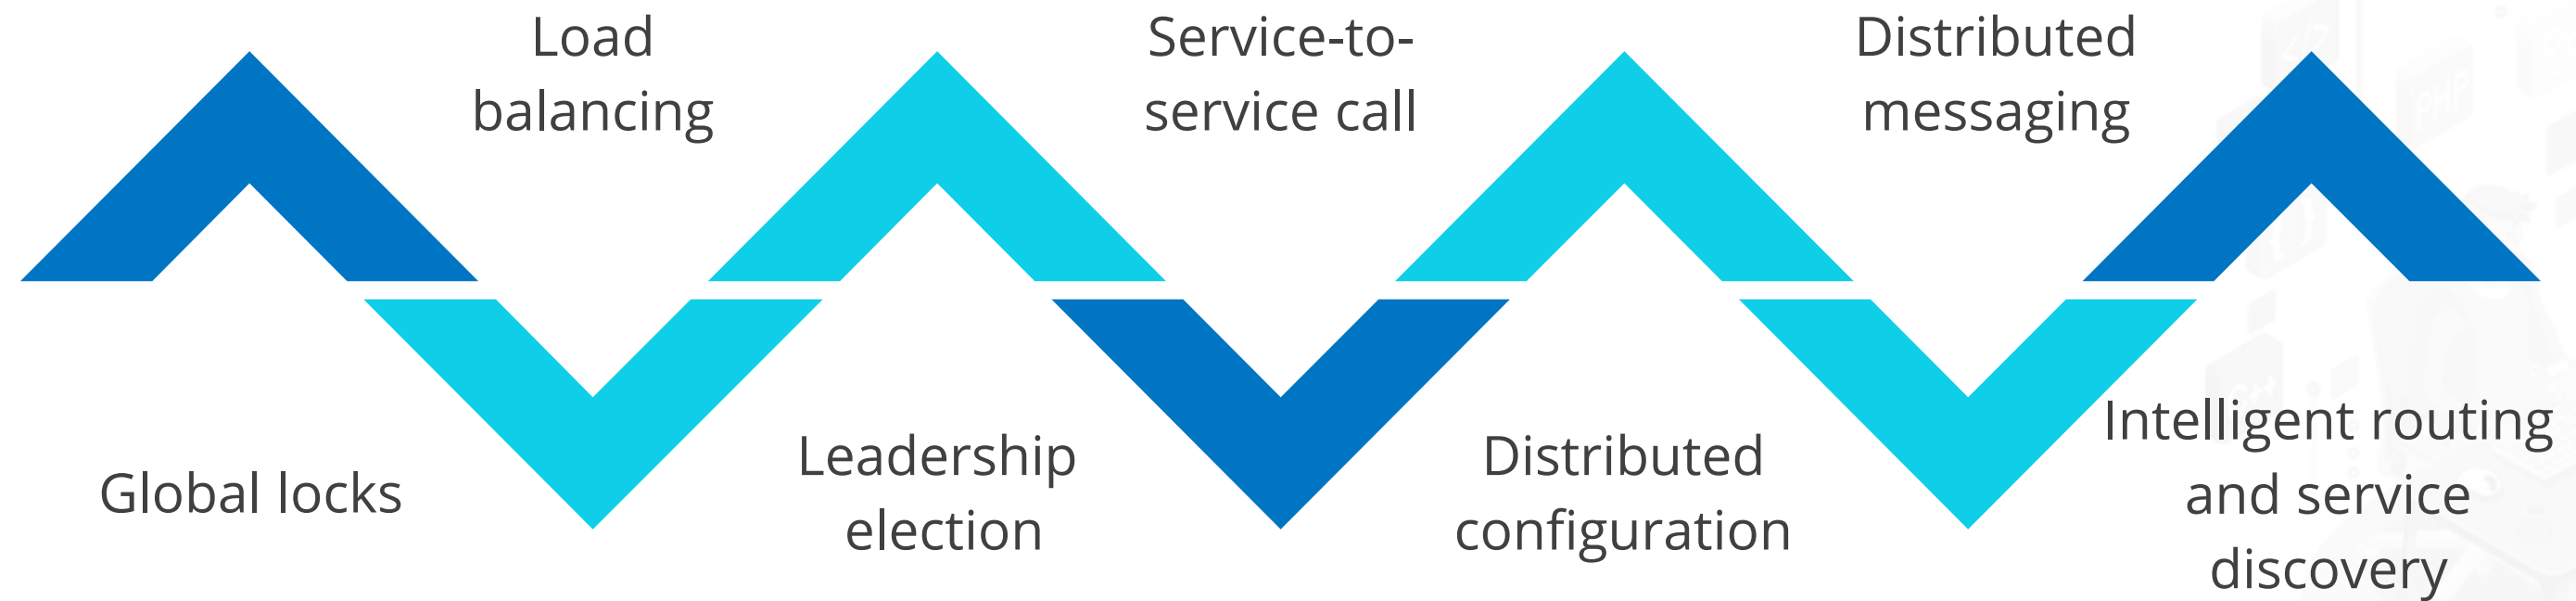 Load
balancing
Service-to-
service call
Distributed
messaging
Global locks
Leadership
election
Distributed
configuration
Intelligent routing
and service
discovery
PHP